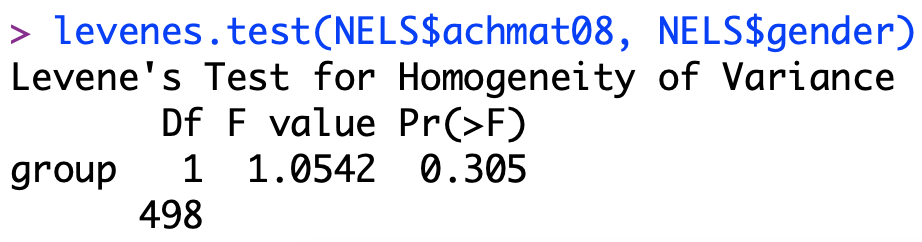 > levenes.test(NELS$achmat08, NELS$gender)
Levene's Test for Homogeneity of Variance
       Df F value Pr(>F)
group   1  1.0542  0.305
      498